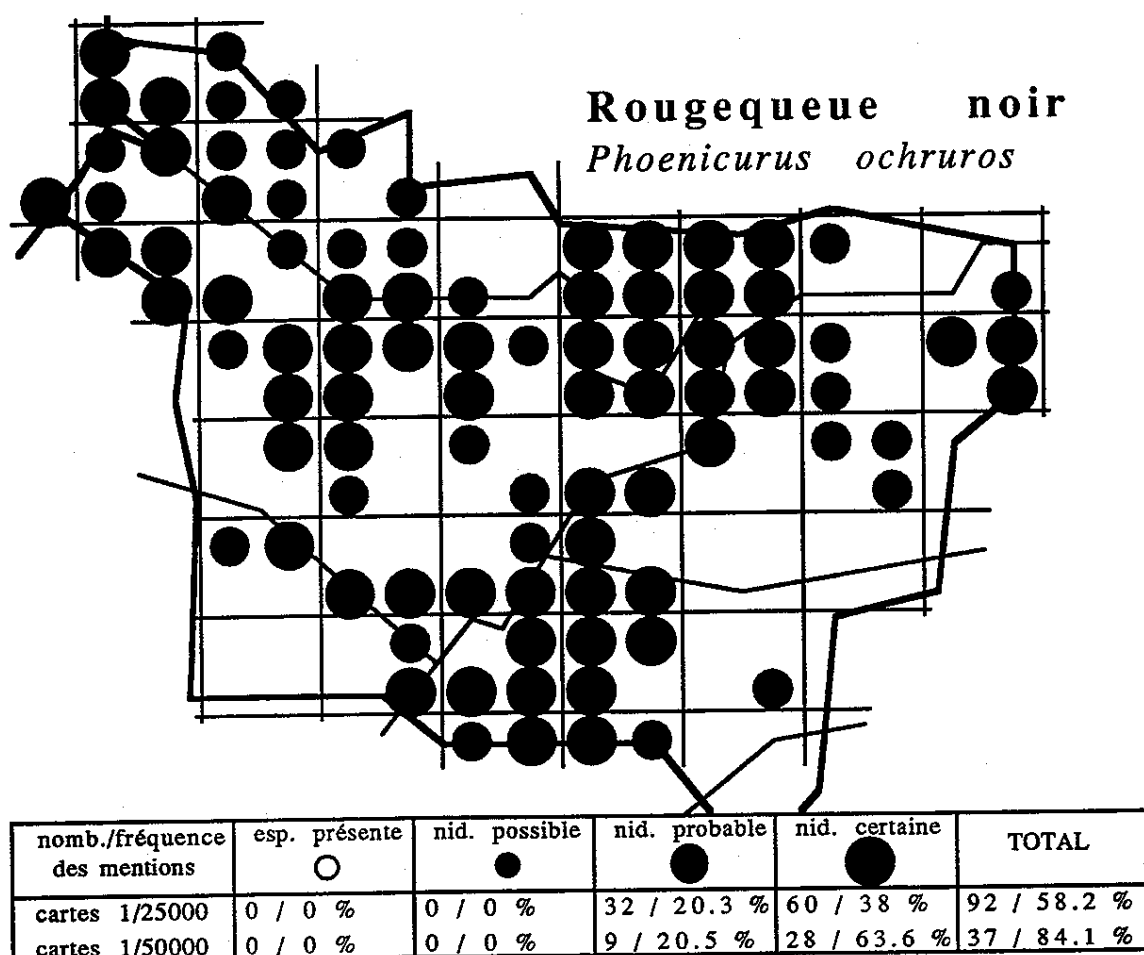 Rougequeue noir
Phoenicurus ochruros
nomb./fréquence des mentions | esp. présente | nid. possible | nid. probable | nid. certaine | TOTAL
cartes 1/25000 | 0 / 0 % | 0 / 0 % | 32 / 20.3 % | 60 / 38 % | 92 / 58.2 %
cartes 1/50000 | 0 / 0 % | 0 / 0 % | 9 / 20.5 % | 28 / 63.6 % | 37 / 84.1 %